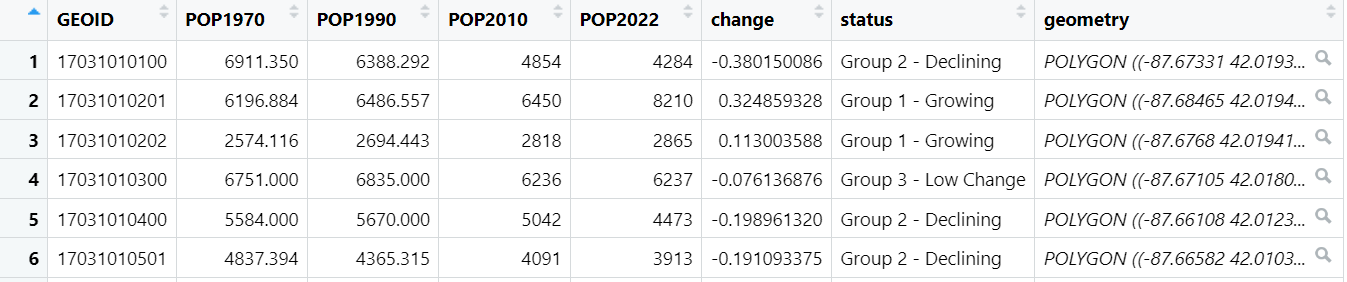 GEOID POP1970 POP1990 POP2010 POP2022 change status geometry
1 17031010100 6911.350 6388.292 4854 4284 -0.380150086 Group 2 - Declining POLYGON ((-87.67331 42.0193...
2 17031010201 6196.884 6486.557 6450 8210 0.324859328 Group 1 - Growing POLYGON ((-87.68465 42.0194...
3 17031010202 2574.116 2694.443 2818 2865 0.113003588 Group 1 - Growing POLYGON ((-87.6768 42.01941...
4 17031010300 6751.000 6835.000 6236 6237 -0.076136876 Group 3 - Low Change POLYGON ((-87.67105 42.0180...
5 17031010400 5584.000 5670.000 5042 4473 -0.198961320 Group 2 - Declining POLYGON ((-87.66108 42.0123...
6 17031010501 4837.394 4365.315 4091 3913 -0.191093375 Group 2 - Declining POLYGON ((-87.66582 42.0103...